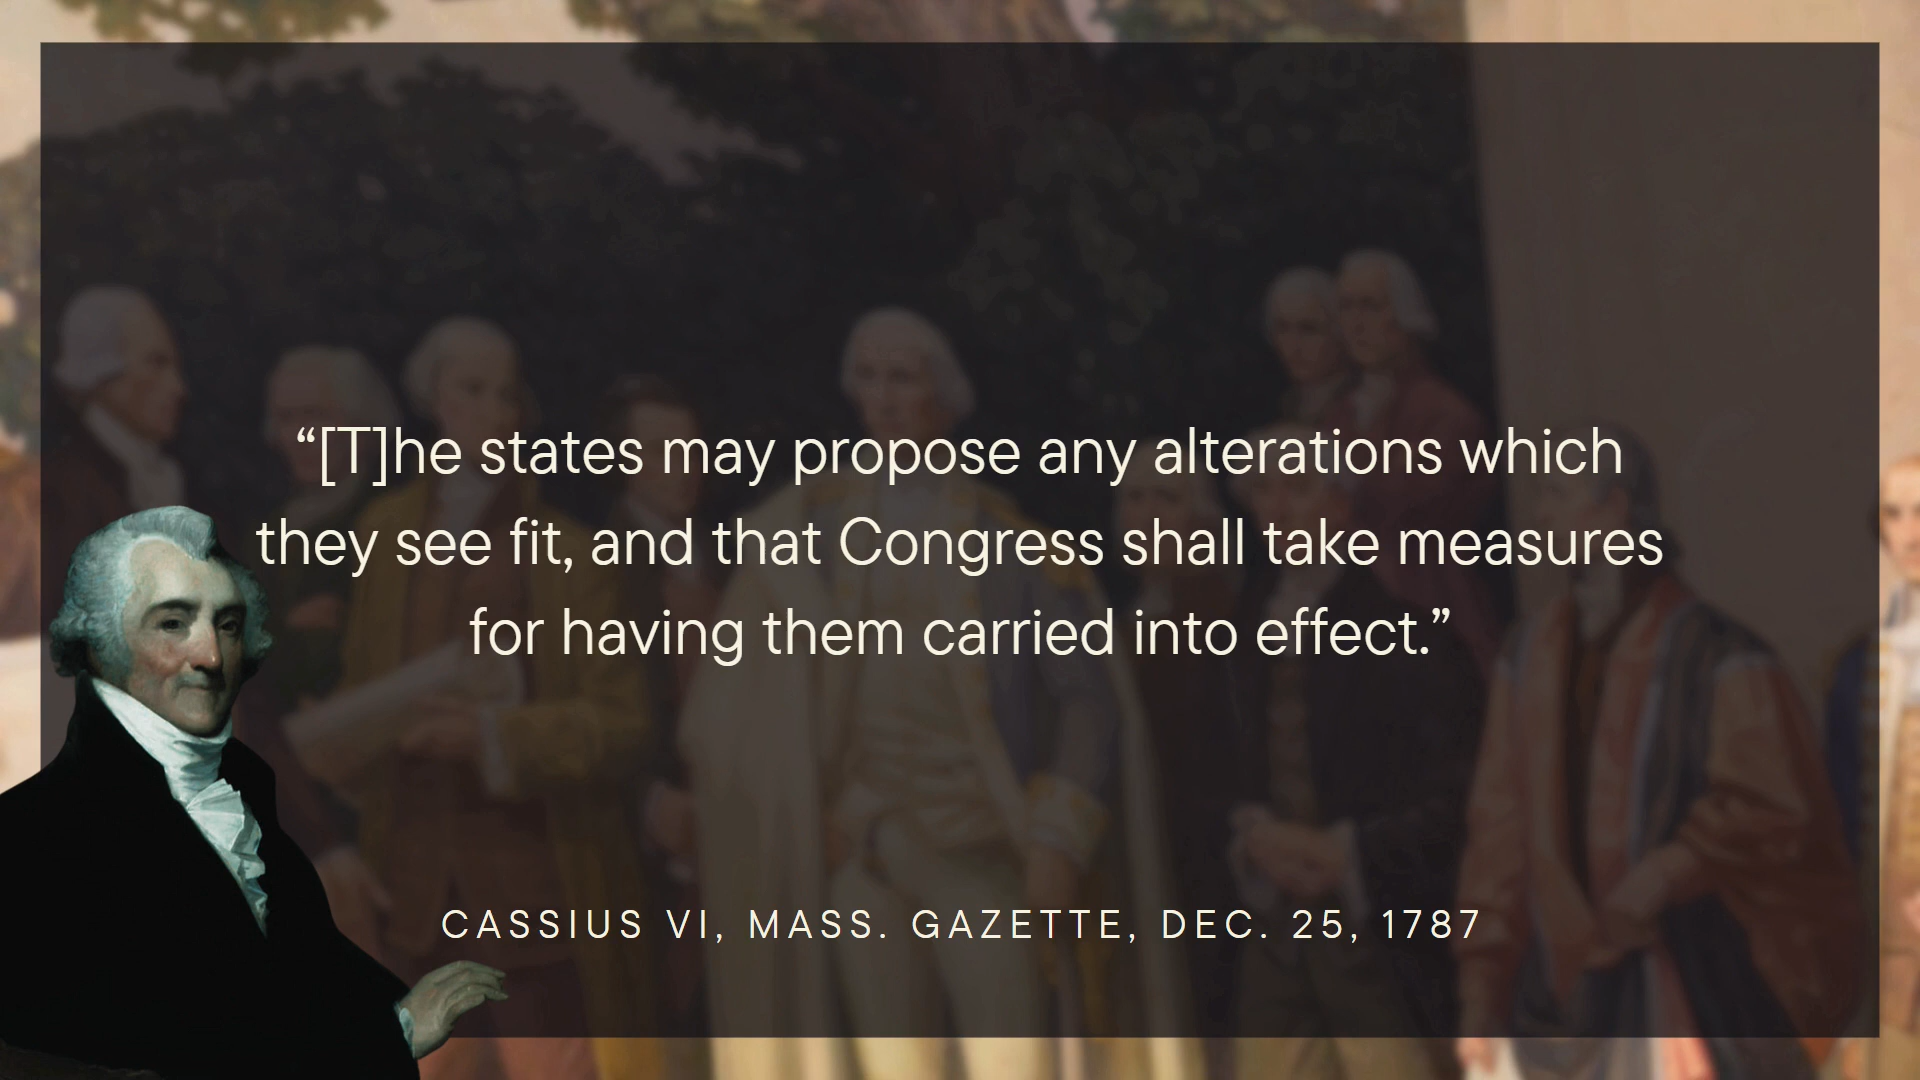 “[T]he states may propose any alterations which
they see fit, and that Congress shall take measures
for having them carried into effect.”
CASSIUS VI, MASS. GAZETTE, DEC. 25, 1787